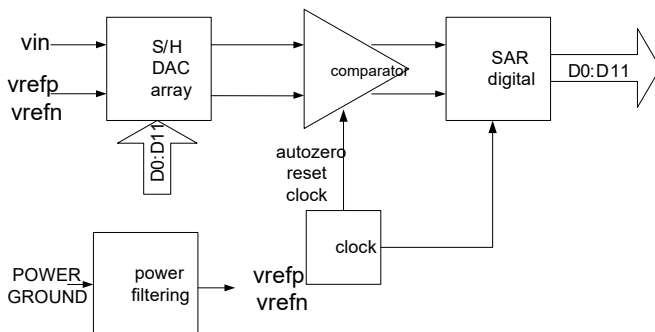 vin
vrefp
vrefn
S/H
DAC
array
D0:D11
comparator
SAR
digital
D0:D11
autozero
reset
clock
clock
POWER
GROUND
power
filtering
vrefp
vrefn